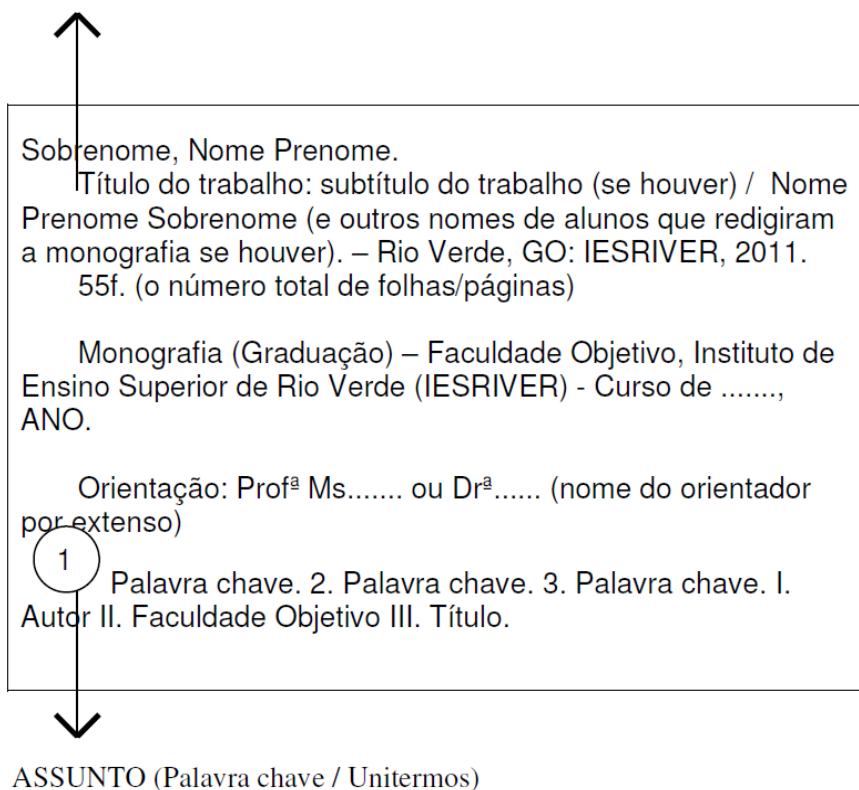 Sobrenome, Nome Prenome.
Título do trabalho: subtítulo do trabalho (se houver) / Nome
Prenome Sobrenome (e outros nomes de alunos que redigiram
a monografia se houver). – Rio Verde, GO: IESRIVER, 2011.
55f. (o número total de folhas/páginas)
Monografia (Graduação) – Faculdade Objetivo, Instituto de
Ensino Superior de Rio Verde (IESRIVER) - Curso de .......,
ANO.
Orientação: Profª Ms....... ou Drª...... (nome do orientador
por extenso)
1 Palavra chave. 2. Palavra chave. 3. Palavra chave. I.
Autor II. Faculdade Objetivo III. Título.
ASSUNTO (Palavra chave / Unitermos)